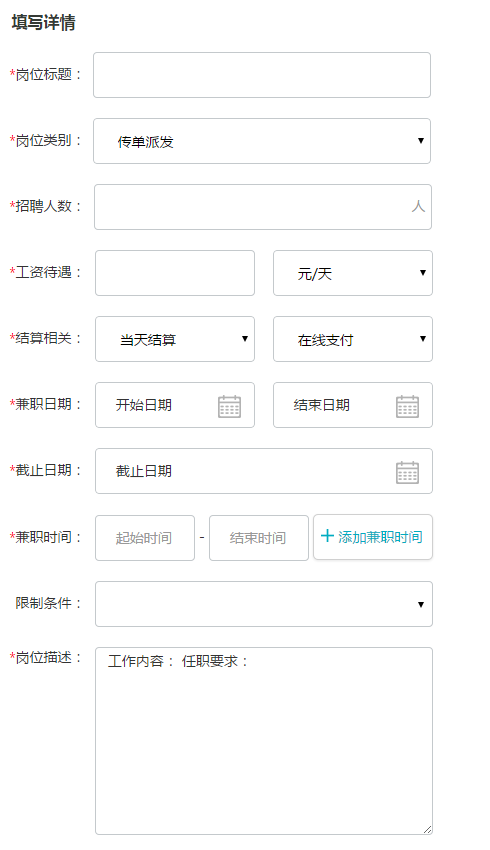 填写详情
*岗位标题：
*岗位类别： 传单派发
*招聘人数： 人
*工资待遇： 元/天
*结算相关： 当天结算 在线支付
*兼职日期： 开始日期 结束日期
*截止日期： 截止日期
*兼职时间： 起始时间 - 结束时间 +添加兼职时间
限制条件：
*岗位描述： 工作内容： 任职要求：